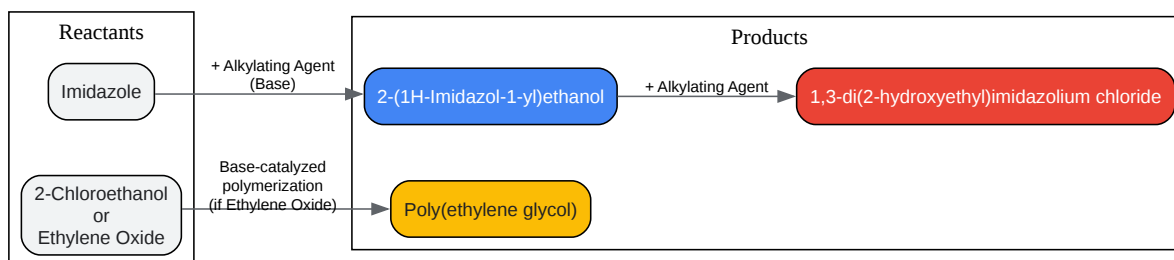 Reactants
Products
Imidazole
+ Alkylating Agent
(Base)
2-(1H-Imidazol-1-yl)ethanol
+ Alkylating Agent
1,3-di(2-hydroxyethyl)imidazolium chloride
2-Chloroethanol
or
Ethylene Oxide
Base-catalyzed
polymerization
(if Ethylene Oxide)
Poly(ethylene glycol)